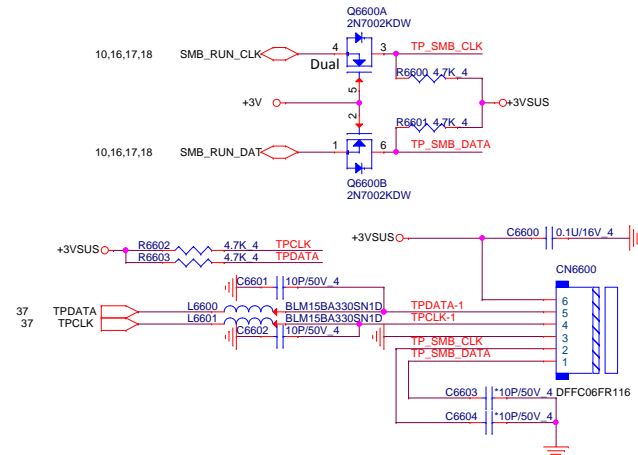 Q6600A
2N7002KDW
10,16,17,18 SMB_RUN_CLK 4 3 TP_SMB_CLK
Dual
R6600 4.7K_4
5
+3V +3VSUS
2
R6601 4.7K_4
10,16,17,18 SMB_RUN_DAT 1 6 TP_SMB_DATA
Q6600B
2N7002KDW
+3VSUS R6602 4.7K_4 TPCLK
R6603 4.7K_4 TPDATA
+3VSUS C6600 0.1U/16V_4
CN6600
C6601 10P/50V_4
37 TPDATA L6600 BLM15BA330SN1D TPDATA-1
37 TPCLK L6601 BLM15BA330SN1D TPCLK-1
C6602 10P/50V_4
TP_SMB_CLK
TP_SMB_DATA
6
5
4
3
2
1
DFFC06FR116
C6603 *10P/50V_4
C6604 *10P/50V_4